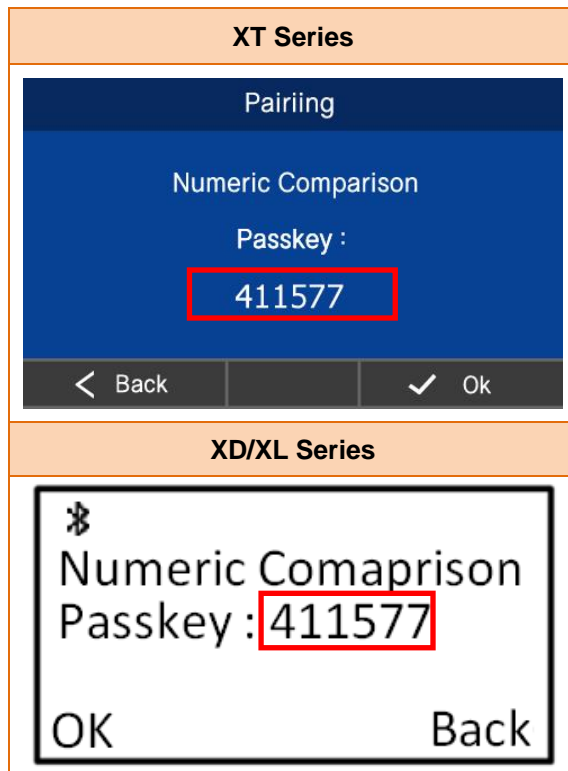 XT Series
Pairiing
Numeric Comparison
Passkey :
411577
Back Ok
XD/XL Series
Numeric Comaprison
Passkey : 411577
OK Back